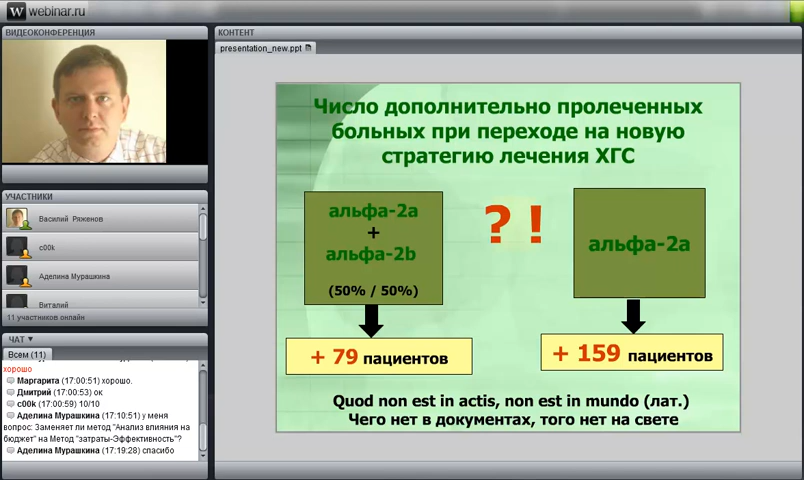 webinar.ru
ВИДЕОКОНФЕРЕНЦИЯ
УЧАСТНИКИ
Василий Ряженов
c00k
Аделина Мурашкина
Виталий
11 участников онлайн
ЧАТ
Всем (11)
хорошо
Маргарита (17:00:51) хорошо.
Дмитрий (17:00:53) ок
c00k (17:00:59) 10/10
Аделина Мурашкина (17:10:51) у меня
вопрос: Заменяет ли метод "Анализ влияния на
бюджет" на Метод "затраты-Эффективность"?
Аделина Мурашкина (17:19:28) спасибо
КОНТЕНТ
presentation_new.ppt
Число дополнительно пролеченных
больных при переходе на новую
стратегию лечения ХГС
альфа-2a
+
альфа-2b
(50% / 50%)
? !
альфа-2a
+ 79 пациентов
+ 159 пациентов
Quod non est in actis, non est in mundo (лат.)
Чего нет в документах, того нет на свете